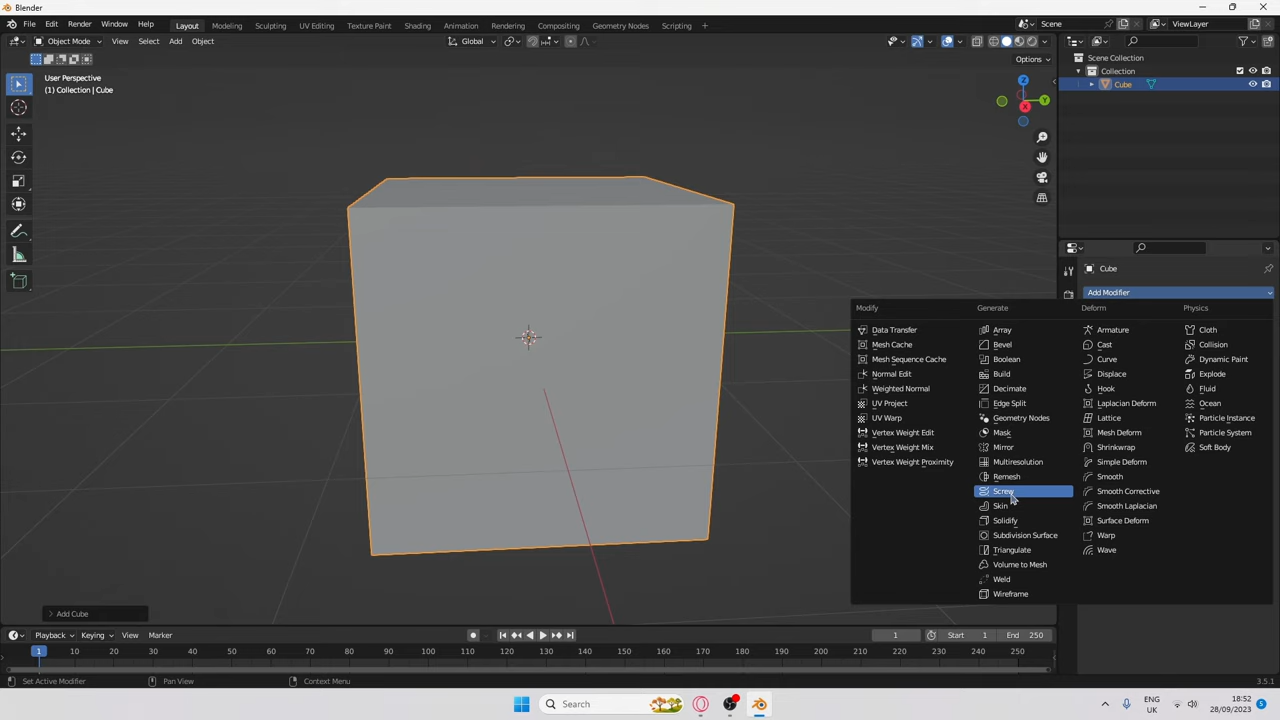 Blender
File Edit Render Window Help
Layout Modeling Sculpting UV Editing Texture Paint Shading Animation Rendering Compositing Geometry Nodes Scripting +
Scene
ViewLayer
Object Mode View Select Add Object
Global
Options
User Perspective
(1) Collection | Cube
Z
Y
X
Scene Collection
Collection
Cube
Cube
Add Modifier
Modify
Data Transfer
Mesh Cache
Mesh Sequence Cache
Normal Edit
Weighted Normal
UV Project
UV Warp
Vertex Weight Edit
Vertex Weight Mix
Vertex Weight Proximity
Generate
Array
Bevel
Boolean
Build
Decimate
Edge Split
Geometry Nodes
Mask
Mirror
Multiresolution
Remesh
Screw
Skin
Solidify
Subdivision Surface
Triangulate
Volume to Mesh
Weld
Wireframe
Deform
Armature
Cast
Curve
Displace
Hook
Laplacian Deform
Lattice
Mesh Deform
Shrinkwrap
Simple Deform
Smooth
Smooth Corrective
Smooth Laplacian
Surface Deform
Warp
Wave
Physics
Cloth
Collision
Dynamic Paint
Explode
Fluid
Ocean
Particle Instance
Particle System
Soft Body
Add Cube
Playback Keying View Marker
1 Start 1 End 250
1 10 20 30 40 50 60 70 80 90 100 110 120 130 140 150 160 170 180 190 200 210 220 230 240 250
Set Active Modifier Pan View Context Menu 3.5.1
Search
ENG
UK
18:52
28/09/2023